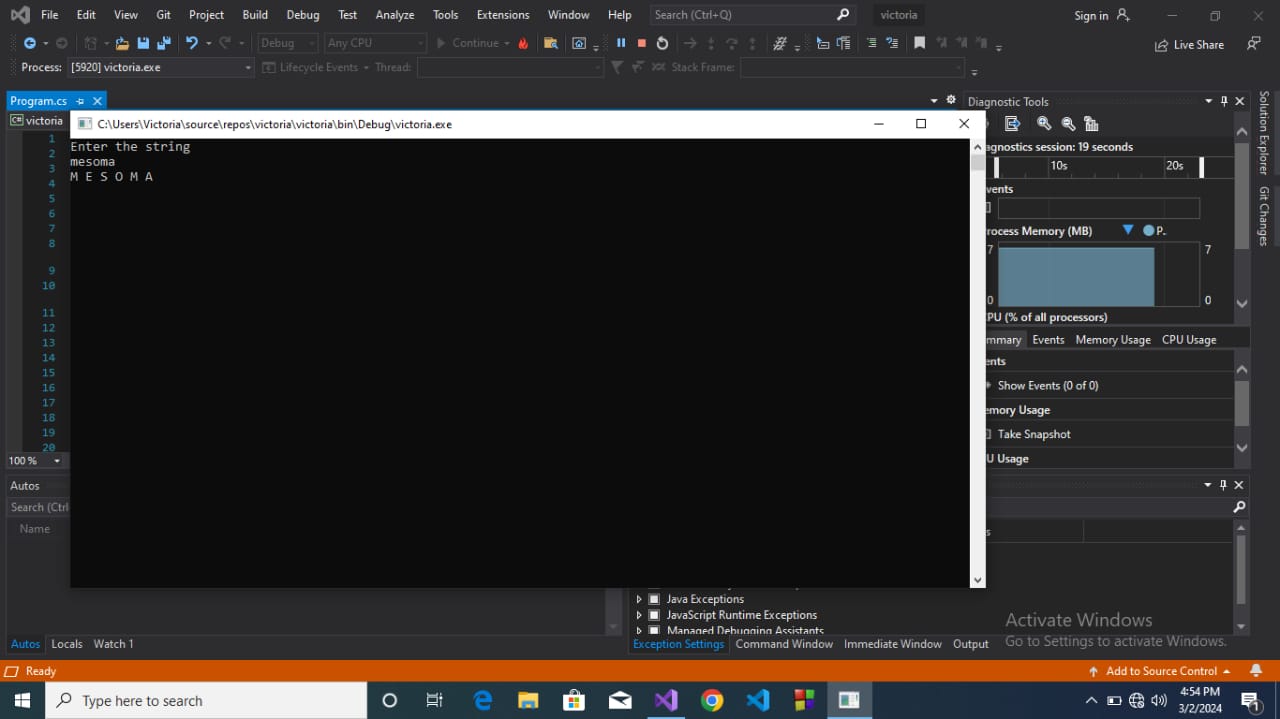 File Edit View Git Project Build Debug Test Analyze Tools Extensions Window Help Search (Ctrl+Q) victoria Sign in
Debug Any CPU Continue Live Share
Process: [5920] victoria.exe Lifecycle Events Thread: Stack Frame:
Program.cs Diagnostic Tools
victoria
C:\Users\Victoria\source\repos\victoria\victoria\bin\Debug\victoria.exe
Enter the string
mesoma
M E S O M A
1
2
3
4
5
6
7
8
9
10
11
12
13
14
15
16
17
18
19
20
100 %
agnostics session: 19 seconds
10s 20s
vents
rocess Memory (MB) P..
7 7
0 0
PU (% of all processors)
mmary Events Memory Usage CPU Usage
ents
Show Events (0 of 0)
emory Usage
Take Snapshot
U Usage
Autos
Search (Ctrl
Name
s
Java Exceptions
JavaScript Runtime Exceptions
Managed Debugging Assistants
Autos Locals Watch 1
Exception Settings Command Window Immediate Window Output
Activate Windows
Go to Settings to activate Windows.
Solution Explorer
Git Changes
Ready Add to Source Control
Type here to search
4:54 PM
3/2/2024
1